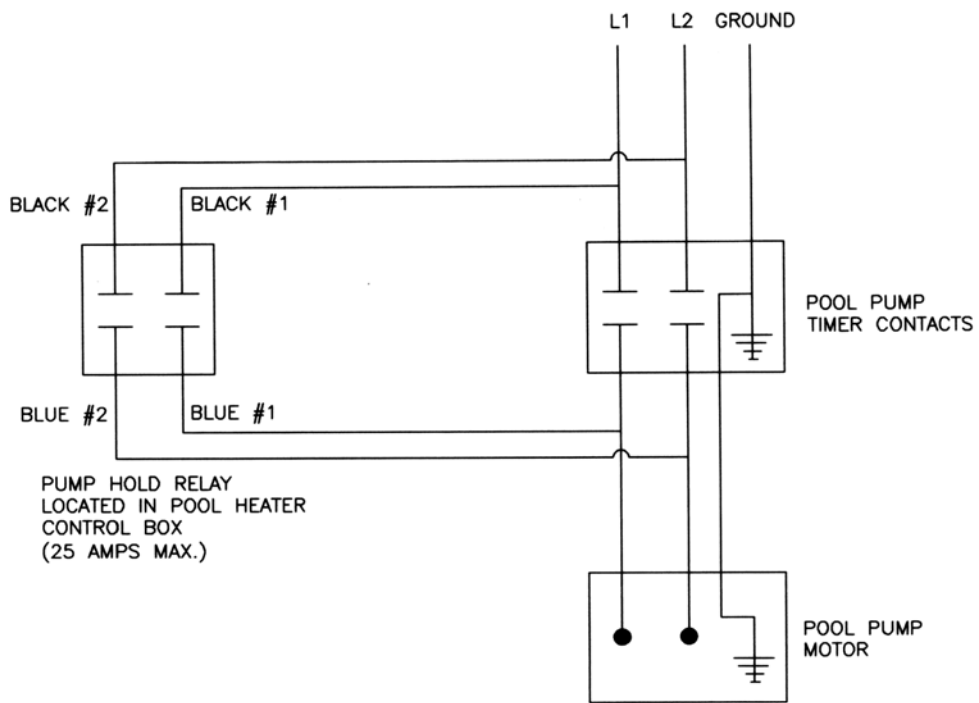 L1 L2 GROUND
BLACK #2 BLACK #1
POOL PUMP
TIMER CONTACTS
BLUE #2 BLUE #1
PUMP HOLD RELAY
LOCATED IN POOL HEATER
CONTROL BOX
(25 AMPS MAX.)
POOL PUMP
MOTOR